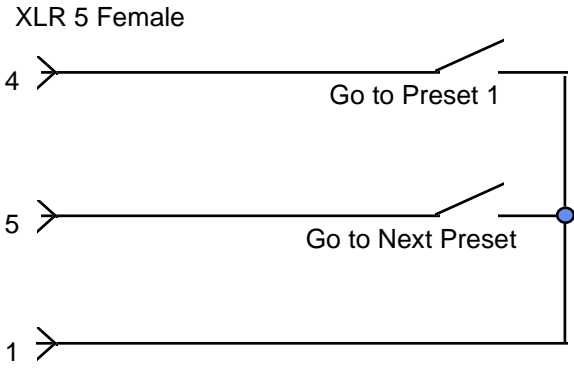 XLR 5 Female
4
Go to Preset 1
5
Go to Next Preset
1